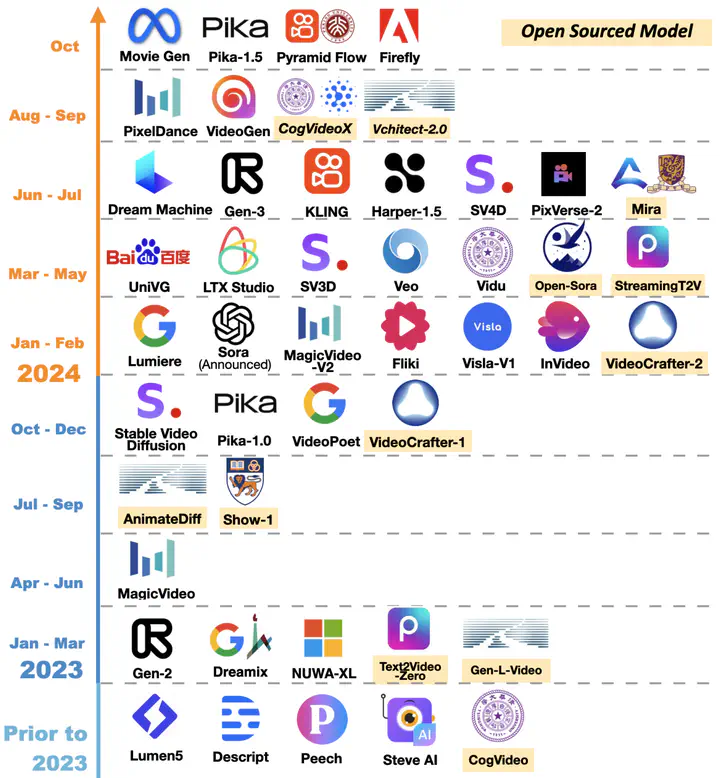 Open Sourced Model
Oct
Pika
Movie Gen
Pika-1.5
Pyramid Flow
Firefly
Aug - Sep
PixelDance
VideoGen
CogVideoX
Vchitect-2.0
Jun - Jul
S.
Dream Machine
Gen-3
KLING
Harper-1.5
SV4D
PixVerse-2
Mira
Mar - May
Bai du 百度
S.
UniVG
LTX Studio
SV3D
Veo
Vidu
Open-Sora
StreamingT2V
Jan - Feb
2024
Visla
Lumiere
Sora
(Announced)
MagicVideo
-V2
Fliki
Visla-V1
InVideo
VideoCrafter-2
Oct - Dec
S.
Pika
Stable Video
Diffusion
Pika-1.0
VideoPoet
VideoCrafter-1
Jul - Sep
AnimateDiff
Show-1
Apr - Jun
MagicVideo
Jan - Mar
2023
Gen-2
Dreamix
NUWA-XL
Text2Video
-Zero
Gen-L-Video
Prior to
2023
AI
Lumen5
Descript
Peech
Steve AI
CogVideo